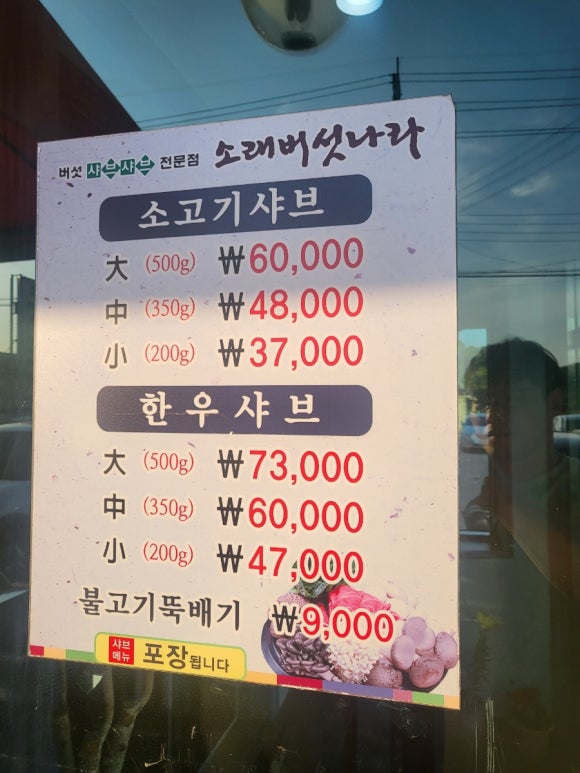 버섯 샤브샤브 전문점 소래버섯나라
소고기샤브
大 (500g) ₩60,000
中 (350g) ₩48,000
小 (200g) ₩37,000
한우샤브
大 (500g) ₩73,000
中 (350g) ₩60,000
小 (200g) ₩47,000
불고기뚝배기 ₩9,000
샤브메뉴 포장됩니다